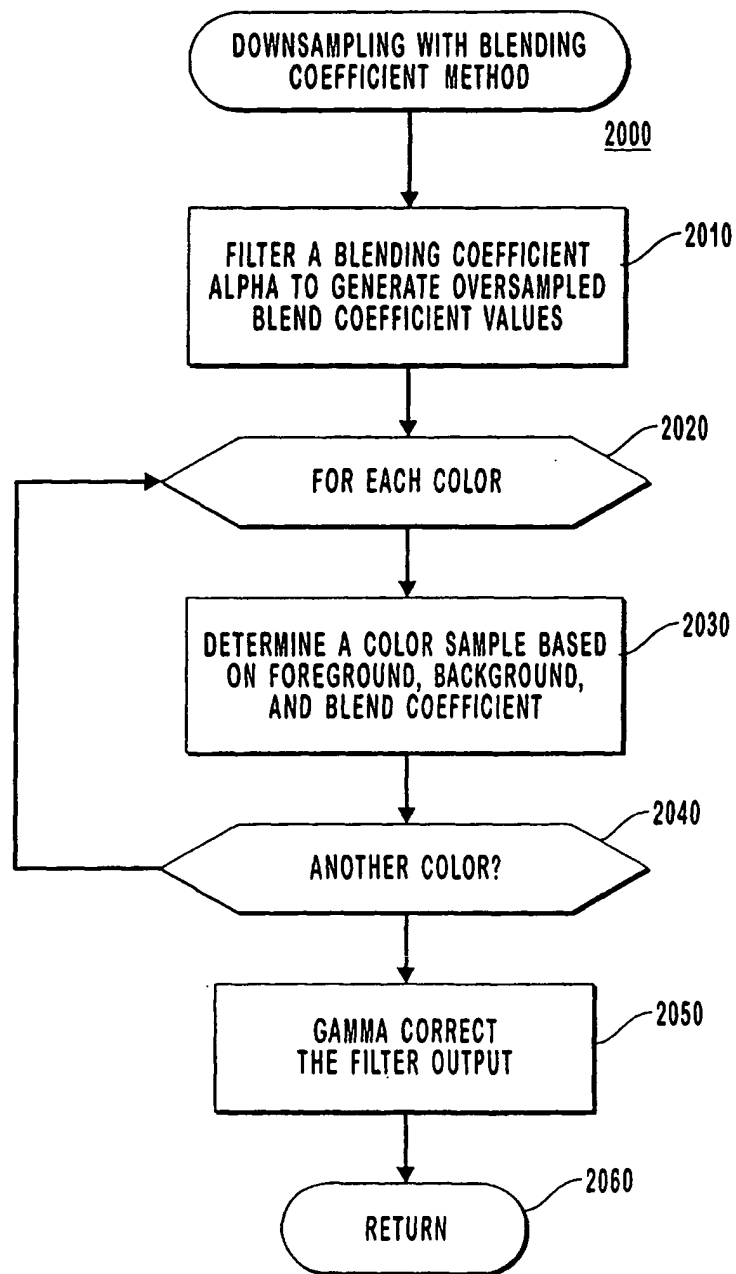 DOWNSAMPLING WITH BLENDING
COEFFICIENT METHOD
2000
2010
FILTER A BLENDING COEFFICIENT
ALPHA TO GENERATE OVERSAMPLED
BLEND COEFFICIENT VALUES
2020
FOR EACH COLOR
2030
DETERMINE A COLOR SAMPLE BASED
ON FOREGROUND, BACKGROUND,
AND BLEND COEFFICIENT
2040
ANOTHER COLOR?
2050
GAMMA CORRECT
THE FILTER OUTPUT
2060
RETURN